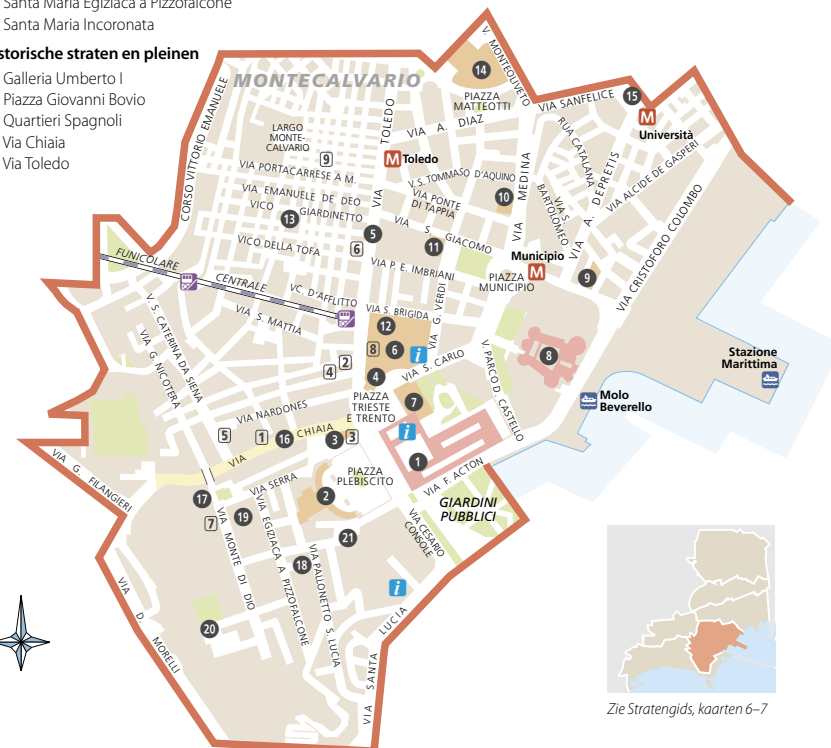 Santa Maria Egiziaca a Pizzofalcone
Santa Maria Incoronata
storische straten en pleinen
Galleria Umberto I
Piazza Giovanni Bovio
Quartieri Spagnoli
Via Chiaia
Via Toledo
MONTECALVARIO
V. MONTEOLIVETO
14
PIAZZA
MATTEOTTI
VIA SANFELICE
15
M
Università
CORSO VITTORIO EMANUELE
LARGO
MONTE-
CALVARIO
9
VIA TOLEDO
VIA A. DIAZ
M Toledo
RUA CATALANA
VIA A. DEPRETIS
VIA ALCIDE DE GASPERI
VIA PORTACARRESE A M.
V. S. TOMMASO D'AQUINO
VIA MEDINA
10
VIA S.
BARTOLOMEO
VIA EMANUELE DE DEO
VICO GIARDINETTO
13
VIA PONTE
DI TAPPIA
VIA CRISTOFORO COLOMBO
5
VIA S. GIACOMO
11
VICO DELLA TOFA
6
VIA P. E. IMBRIANI
Municipio
M
PIAZZA
MUNICIPIO
9
FUNICOLARE CENTRALE
VC. D'AFFLITTO
VIA S. BRIGIDA
VIA G. VERDI
VIA S. MATTIA
12
8
6
i
8
V. S. CATERINA DA SIENA
VIA G. NICOTERA
2
4
4
VIA S. CARLO
V. PARCO D. CASTELLO
Stazione
Marittima
Molo
Beverello
PIAZZA
TRIESTE
E TRENTO
7
VIA NARDONES
5
1
16
VIA CHIAIA
3
3
i
1
VIA G. FILANGIERI
PIAZZA
PLEBISCITO
VIA F. ACTON
VIA SERRA
2
GIARDINI
PUBBLICI
17
7
19
VIA MONTE DI DIO
VIA EGIZIACA A PIZZOFALCONE
VIA PALLONETTO S. LUCIA
21
VIA CESARIO
CONSOLE
18
i
VIA D. MORELLI
20
VIA SANTA LUCIA
Zie Stratengids, kaarten 6–7